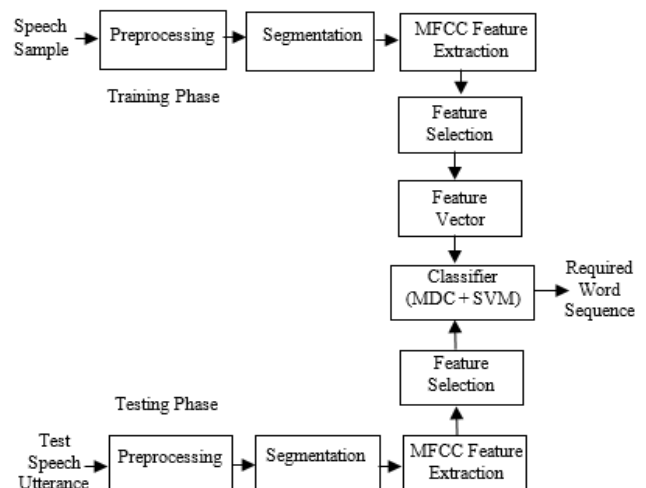 Speech
Sample
Preprocessing
Segmentation
MFCC Feature
Extraction
Training Phase
Feature
Selection
Feature
Vector
Classifier
(MDC + SVM)
Required
Word
Sequence
Feature
Selection
Testing Phase
Test
Speech
Utterance
Preprocessing
Segmentation
MFCC Feature
Extraction